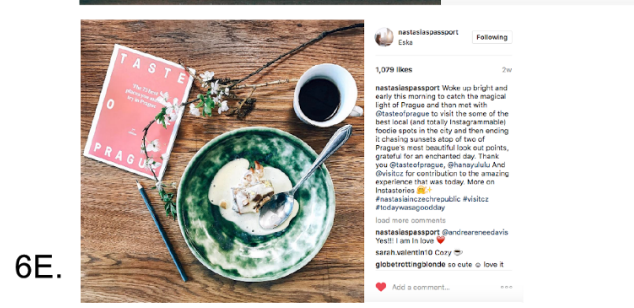 nastasiaspassport
Eska
Following
1,079 likes
2w
nastasiaspassport Woke up bright and
early this morning to catch the magical
light of Prague and then met with
@tasteofprague to visit the some of the
best local (and totally Instagrammable)
foodie spots in the city and then ending
it chasing sunsets atop of two of
Prague's most beautiful look out points,
grateful for an enchanted day. Thank
you @tasteofprague, @hanayululu And
@visitcz for contribution to the amazing
experience that was today. More on
Instastories
#nastasiainczechrepublic #visitcz
#todaywasagoodday
load more comments
nastasiaspassport @andreareneedavis
Yes!!! I am In love
sarah.valentin10 Cozy
globetrottingblonde so cute ☺ love it
Add a comment...
TASTE
O
PRAGUE
6E.